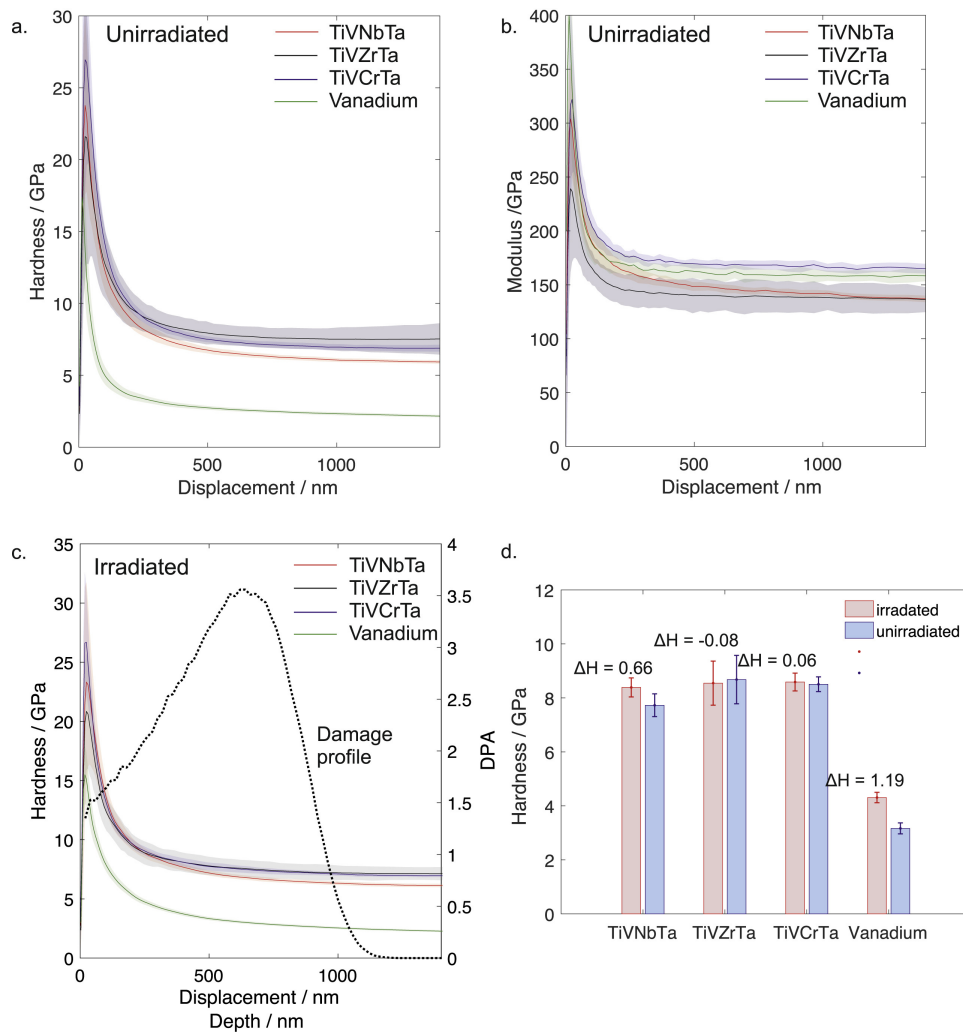 a.
Unirradiated
TiVNbTa
TiVZrTa
TiVCrTa
Vanadium
30
25
20
15
10
5
0
Hardness / GPa
0 500 1000
Displacement / nm
b.
Unirradiated
TiVNbTa
TiVZrTa
TiVCrTa
Vanadium
400
350
300
250
200
150
100
50
0
Modulus /GPa
0 500 1000
Displacement / nm
c.
Irradiated
TiVNbTa
TiVZrTa
TiVCrTa
Vanadium
35
30
25
20
15
10
5
0
Hardness / GPa
4
3.5
3
2.5
2
1.5
1
0.5
0
DPA
Damage
profile
0 500 1000
Displacement / nm
Depth / nm
d.
12
10
8
6
4
2
0
Hardness / GPa
irradated
unirradiated
ΔH = 0.66
ΔH = -0.08
ΔH = 0.06
ΔH = 1.19
TiVNbTa TiVZrTa TiVCrTa Vanadium